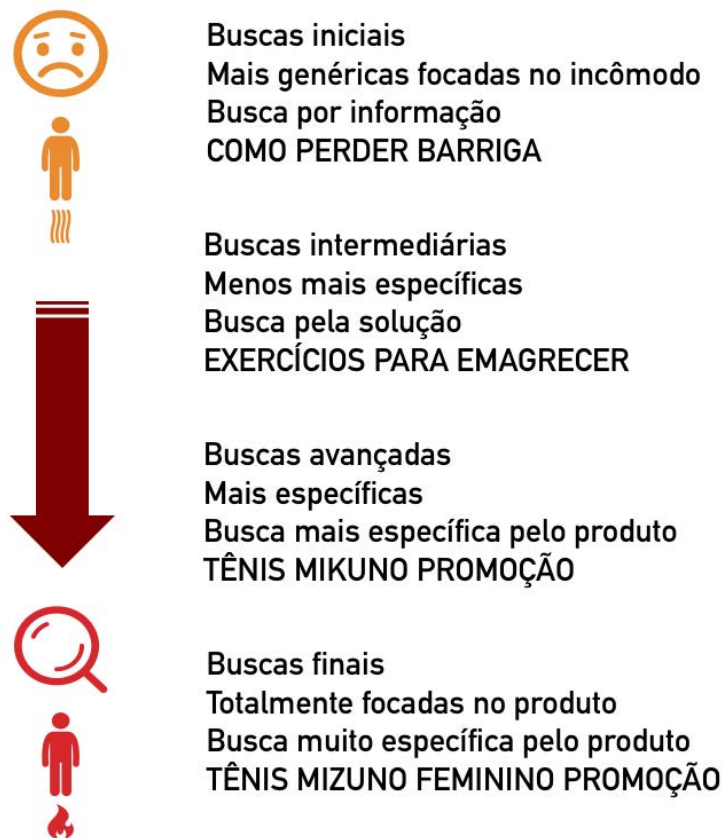 Buscas iniciais
Mais genéricas focadas no incômodo
Busca por informação
COMO PERDER BARRIGA
Buscas intermediárias
Menos mais específicas
Busca pela solução
EXERCÍCIOS PARA EMAGRECER
Buscas avançadas
Mais específicas
Busca mais específica pelo produto
TÊNIS MIKUNO PROMOÇÃO
Buscas finais
Totalmente focadas no produto
Busca muito específica pelo produto
TÊNIS MIZUNO FEMININO PROMOÇÃO